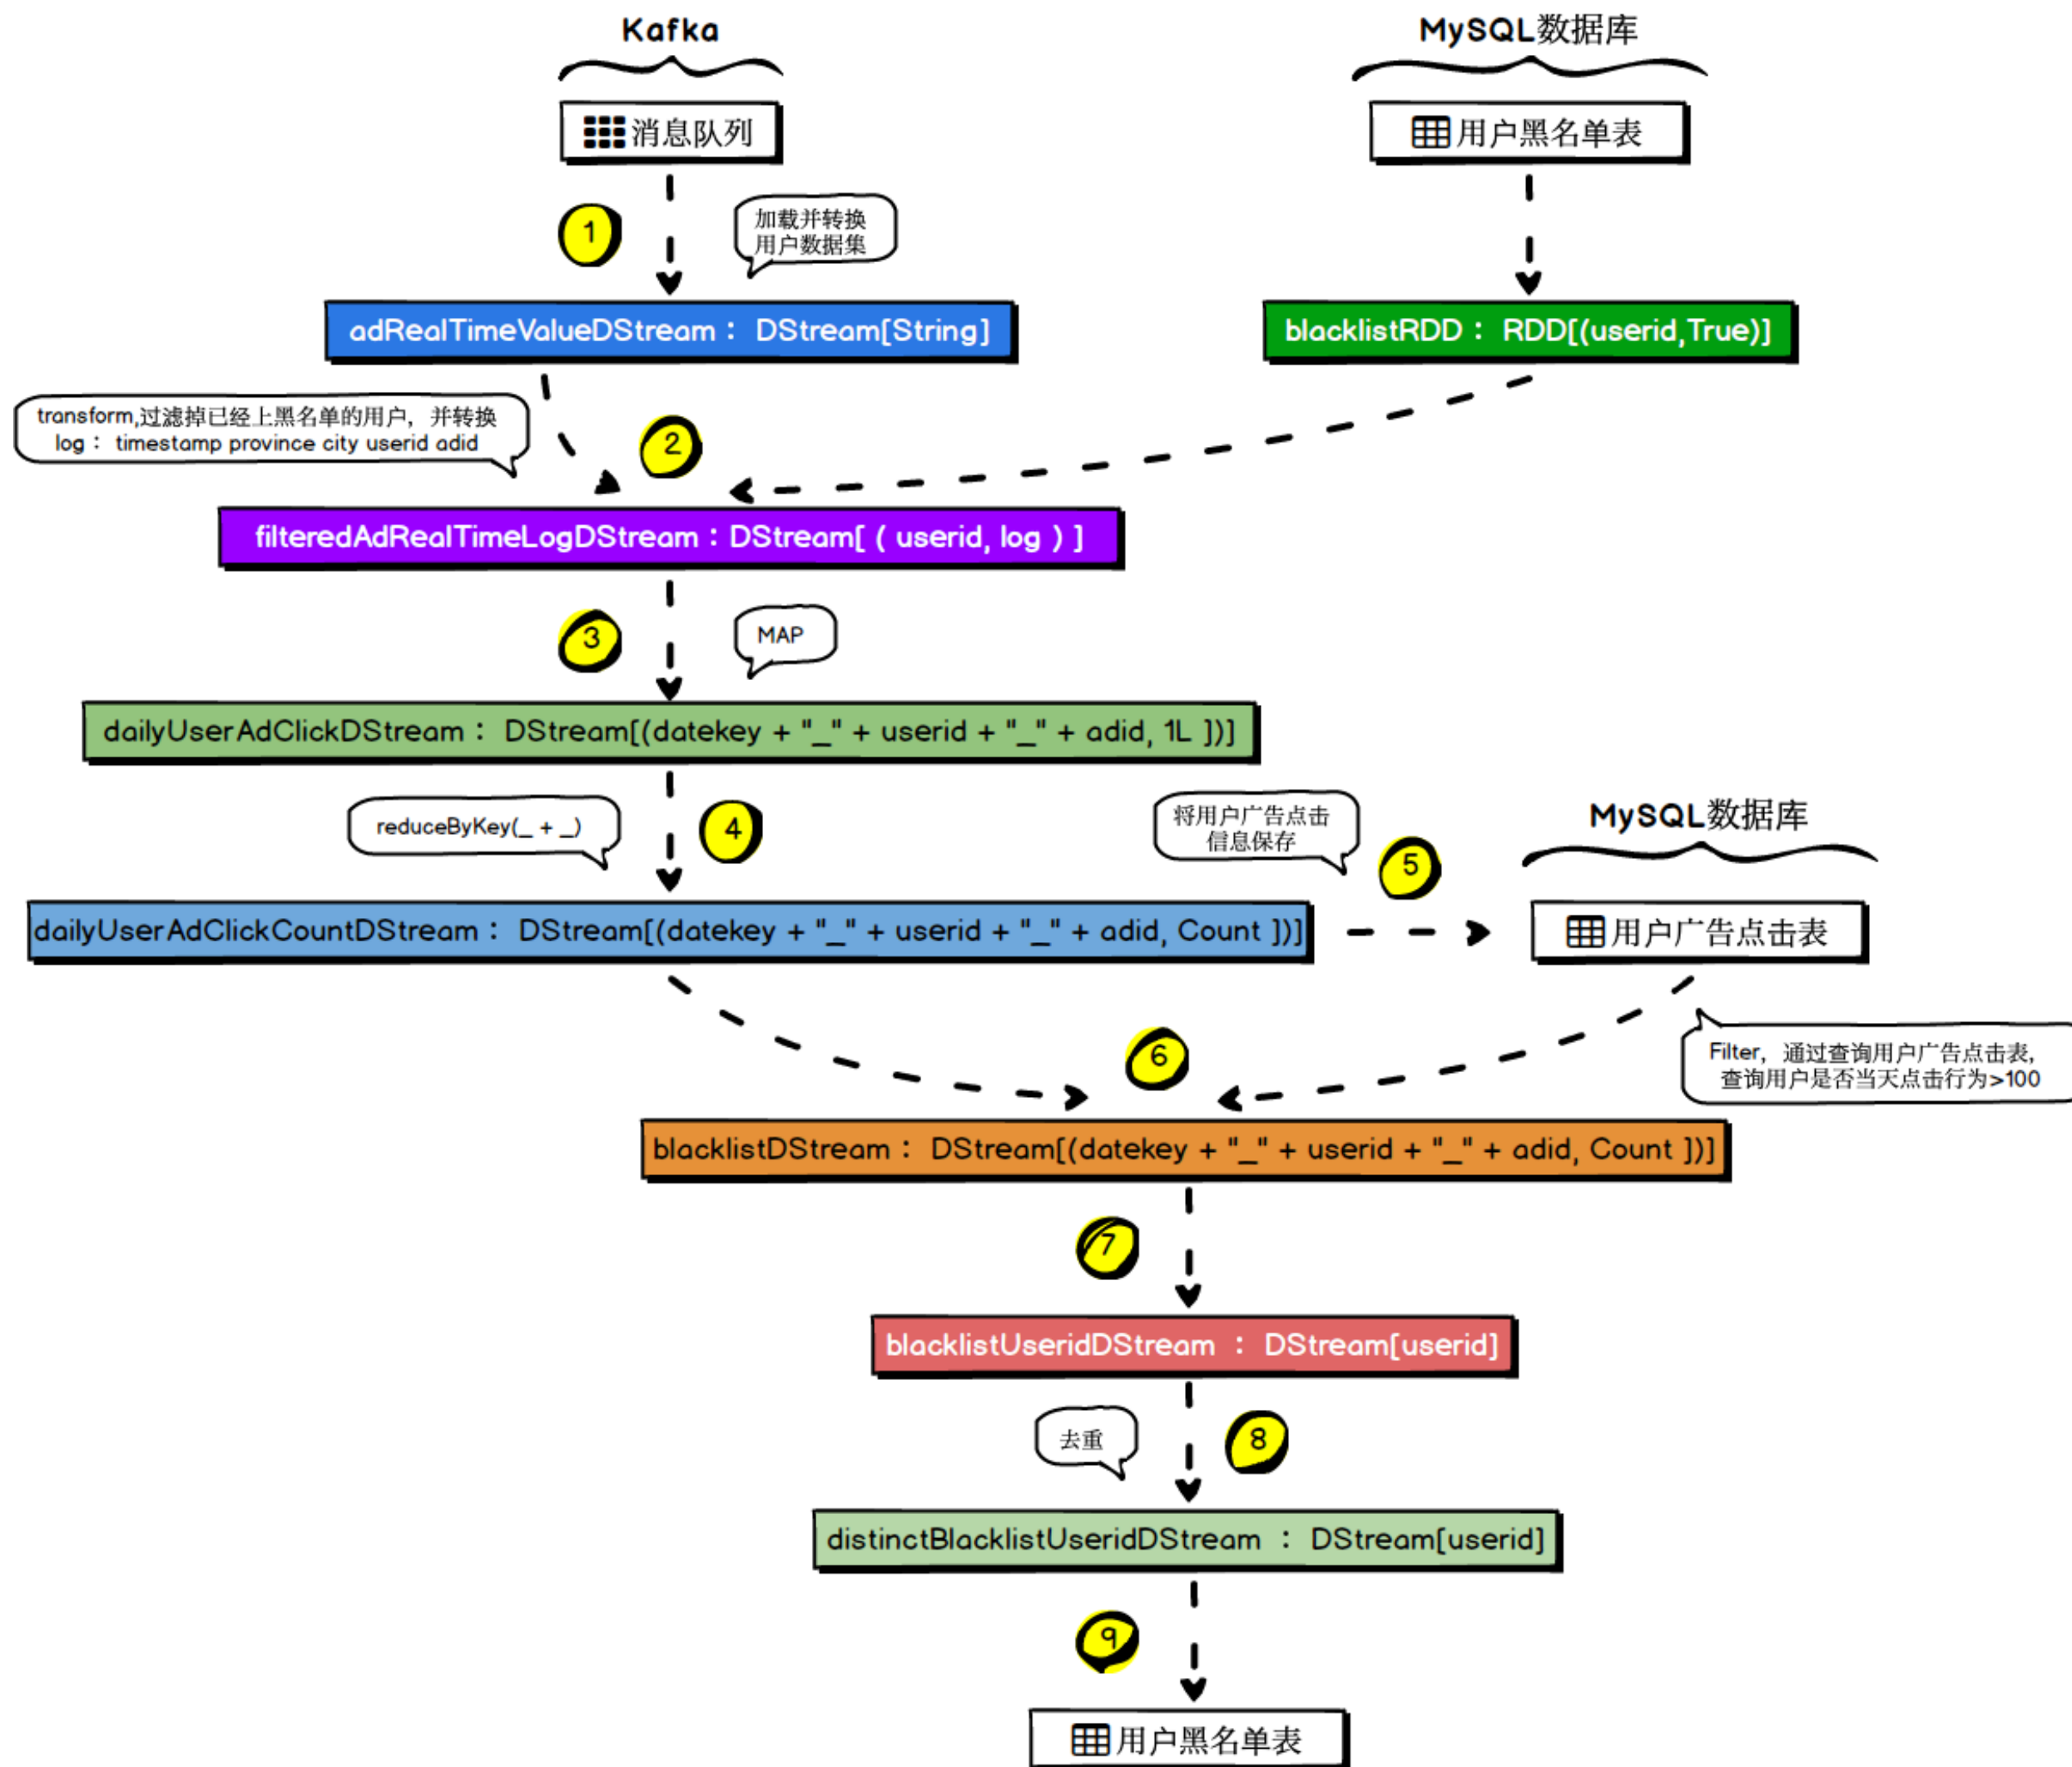 Kafka
MySQL数据库
消息队列
用户黑名单表
1
加载并转换
用户数据集
adRealTimeValueDStream： DStream[String]
blacklistRDD： RDD[(userid,True)]
transform,过滤掉已经上黑名单的用户，并转换
log： timestamp province city userid adid
2
filteredAdRealTimeLogDStream：DStream[ ( userid, log ) ]
3
MAP
dailyUserAdClickDStream： DStream[(datekey + "_" + userid + "_" + adid, 1L ])]
reduceByKey(_ + _)
4
将用户广告点击
信息保存
5
MySQL数据库
dailyUserAdClickCountDStream： DStream[(datekey + "_" + userid + "_" + adid, Count ])]
用户广告点击表
6
Filter，通过查询用户广告点击表，
查询用户是否当天点击行为>100
blacklistDStream： DStream[(datekey + "_" + userid + "_" + adid, Count ])]
7
blacklistUseridDStream ： DStream[userid]
去重
8
distinctBlacklistUseridDStream ： DStream[userid]
9
用户黑名单表